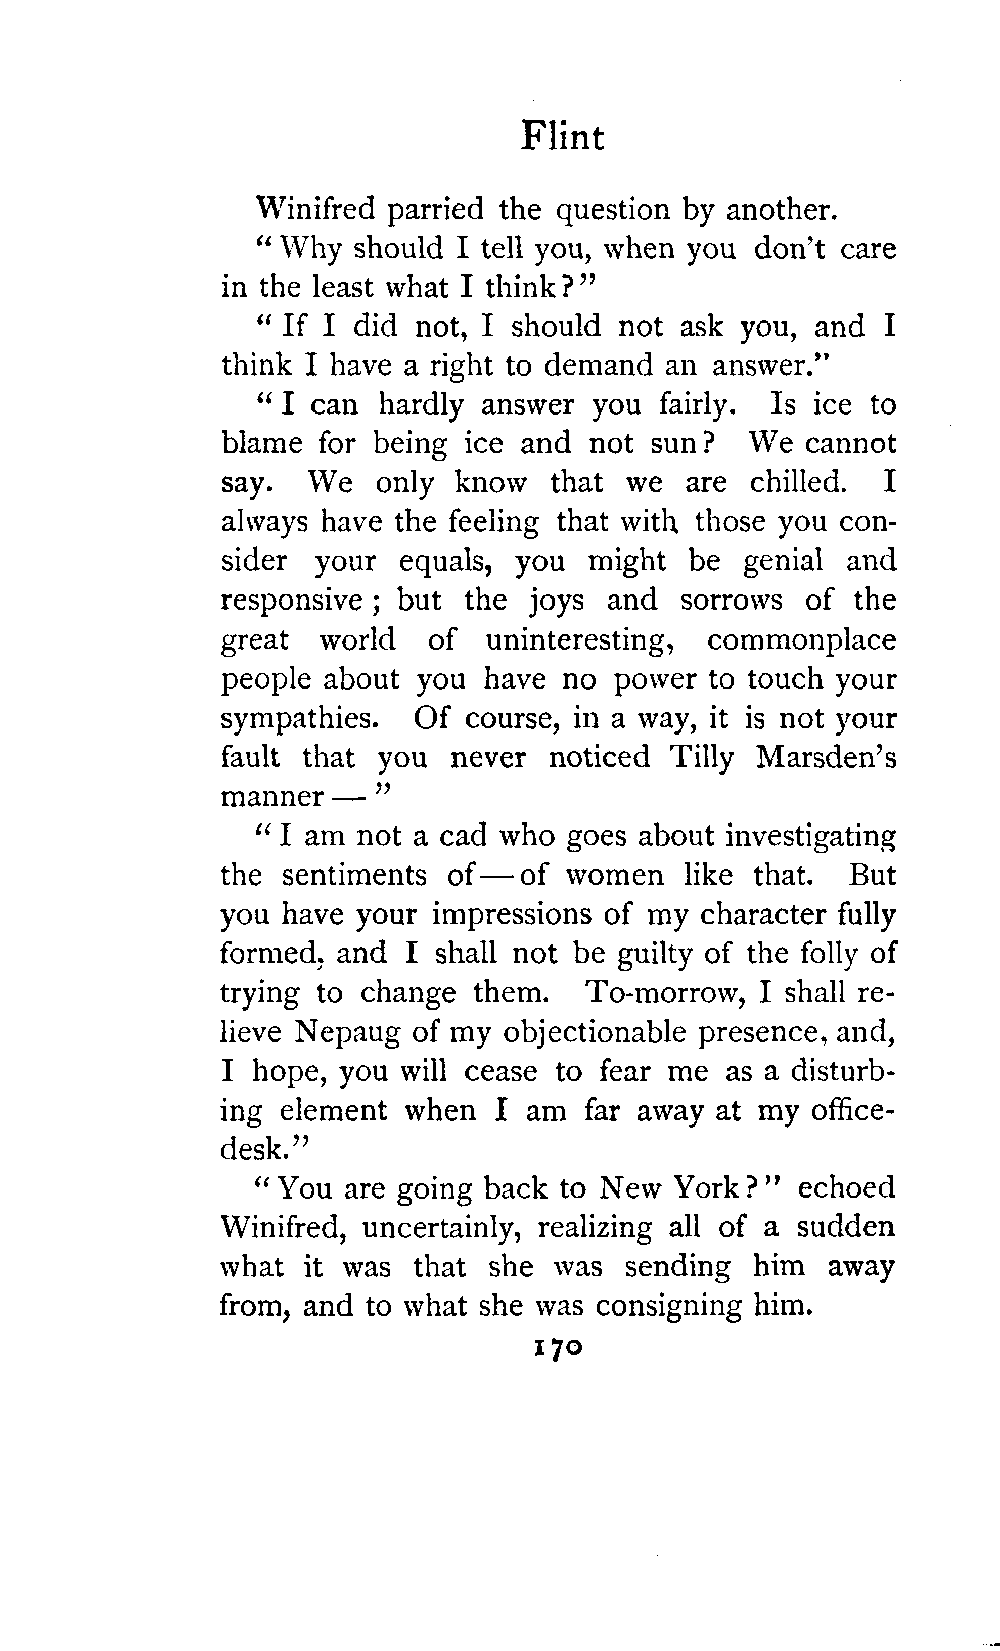 Flint
Winifred parried the question by another.
“Why should I tell you, when you don't care
in the least what I think?”
“If I did not, I should not ask you, and I
think I have a right to demand an answer.”
“I can hardly answer you fairly. Is ice to
blame for being ice and not sun? We cannot
say. We only know that we are chilled. I
always have the feeling that with those you con-
sider your equals, you might be genial and
responsive; but the joys and sorrows of the
great world of uninteresting, commonplace
people about you have no power to touch your
sympathies. Of course, in a way, it is not your
fault that you never noticed Tilly Marsden's
manner — ”
“I am not a cad who goes about investigating
the sentiments of — of women like that. But
you have your impressions of my character fully
formed, and I shall not be guilty of the folly of
trying to change them. To-morrow, I shall re-
lieve Nepaug of my objectionable presence, and,
I hope, you will cease to fear me as a disturb-
ing element when I am far away at my office-
desk.”
“You are going back to New York?” echoed
Winifred, uncertainly, realizing all of a sudden
what it was that she was sending him away
from, and to what she was consigning him.
170